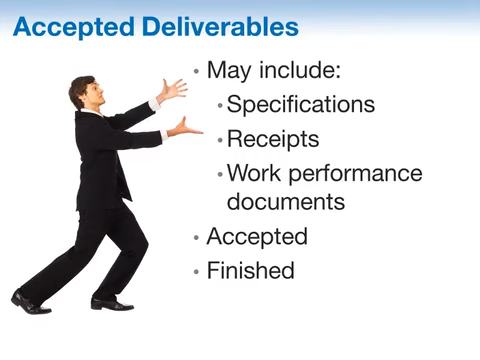 Accepted Deliverables
• May include:
• Specifications
• Receipts
• Work performance
documents
• Accepted
• Finished